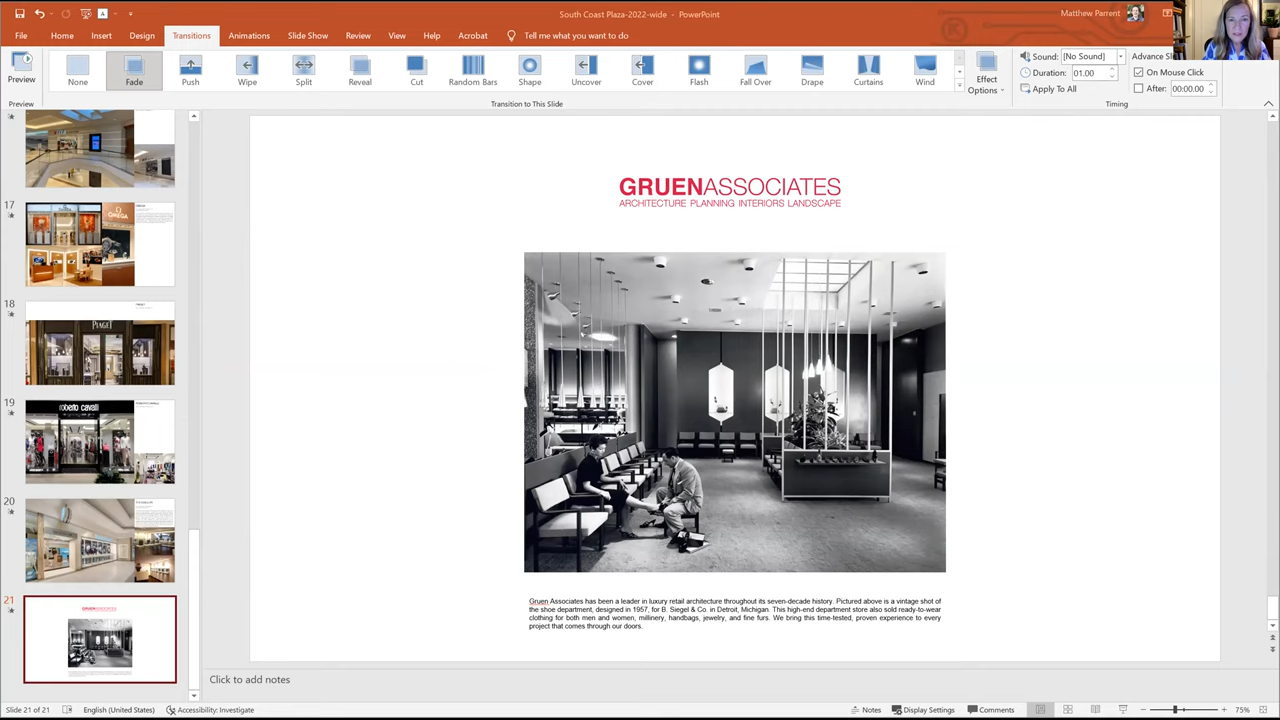 South Coast Plaza-2022-wide - PowerPoint
Matthew Parrent
File Home Insert Design Transitions Animations Slide Show Review View Help Acrobat Tell me what you want to do
Preview
None Fade Push Wipe Split Reveal Cut Random Bars Shape Uncover Cover Flash Fall Over Drape Curtains Wind
Effect
Options
Sound: [No Sound]
Duration: 01.00
Apply To All
Advance
On Mouse Click
After: 00:00.00
Preview
Transition to This Slide
Timing
17
OMEGA
18
PIAGET
PIAGET
19
roberto cavalli
20
21
GRUENASSOCIATES
ARCHITECTURE PLANNING INTERIORS LANDSCAPE
Gruen Associates has been a leader in luxury retail architecture throughout its seven-decade history. Pictured above is a vintage shot of
the shoe department, designed in 1957, for B. Siegel & Co. in Detroit, Michigan. This high-end department store also sold ready-to-wear
clothing for both men and women, millinery, handbags, jewelry, and fine furs. We bring this time-tested, proven experience to every
project that comes through our doors.
Click to add notes
Slide 21 of 21 English (United States) Accessibility: Investigate
Notes Display Settings Comments 75%